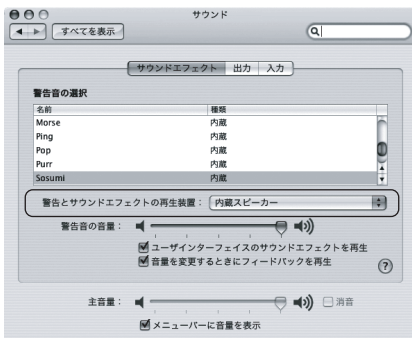 サウンド
すべてを表示
サウンドエフェクト 出力 入力
警告音の選択
名前 種類
Morse 内蔵
Ping 内蔵
Pop 内蔵
Purr 内蔵
Sosumi 内蔵
警告とサウンドエフェクトの再生装置： 内蔵スピーカー
警告音の音量：
ユーザインターフェイスのサウンドエフェクトを再生
音量を変更するときにフィードバックを再生
?
主音量： 消音
メニューバーに音量を表示